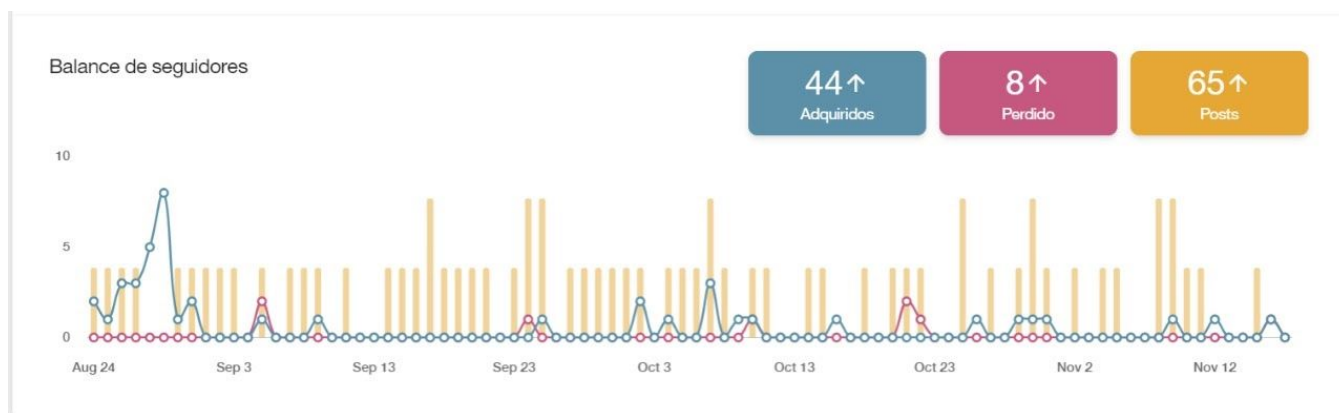 Balance de seguidores
44↑
Adquiridos
8↑
Perdido
65↑
Posts
10
5
0
Aug 24
Sep 3
Sep 13
Sep 23
Oct 3
Oct 13
Oct 23
Nov 2
Nov 12